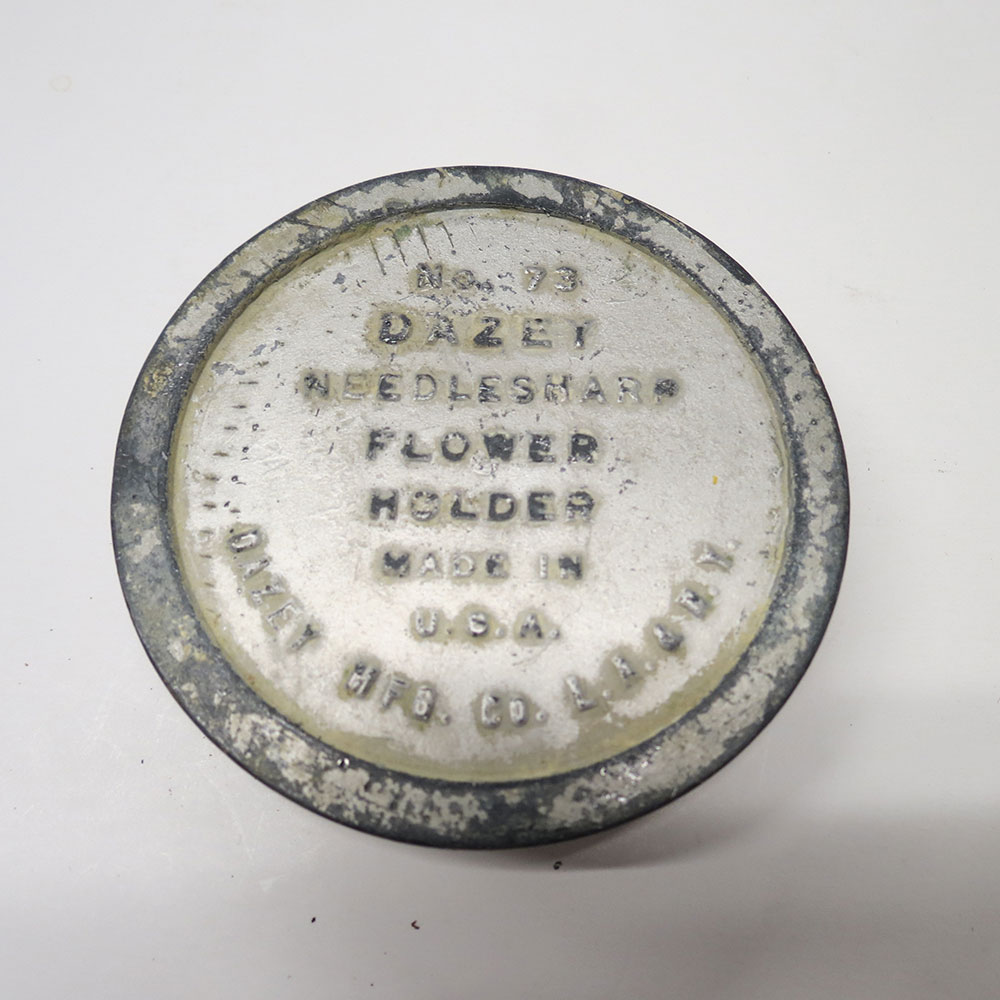 No. 73
DAZEY
NEEDLESHARP
FLOWER
HOLDER
MADE IN
U.S.A.
DAZEY MFG. CO. L.A. &